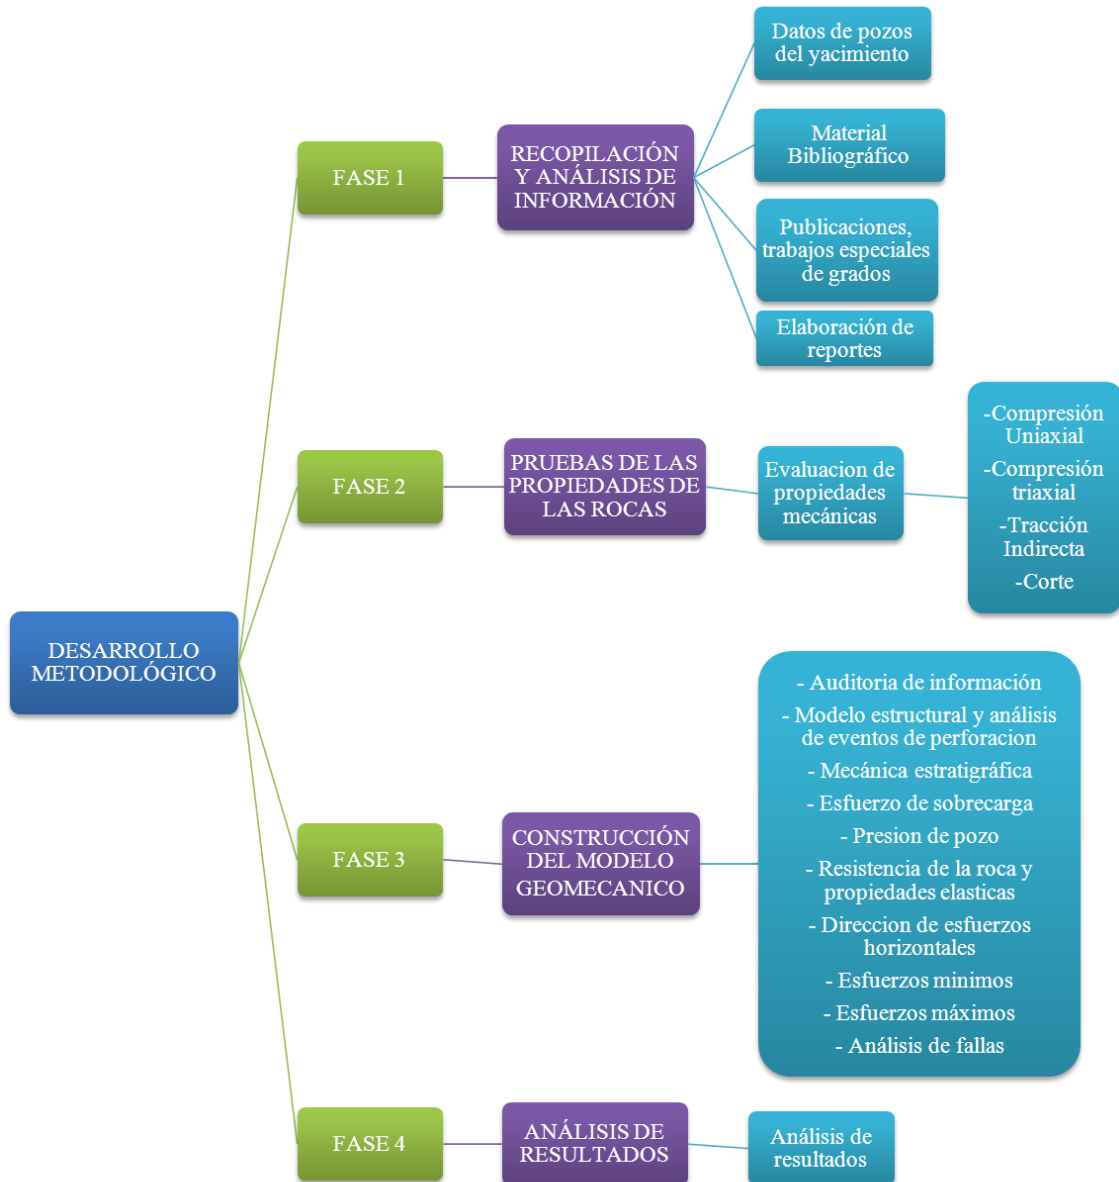 DESARROLLO
METODOLÓGICO
FASE 1
RECOPILACIÓN
Y ANÁLISIS DE
INFORMACIÓN
Datos de pozos
del yacimiento
Material
Bibliográfico
Publicaciones,
trabajos especiales
de grados
Elaboración de
reportes
FASE 2
PRUEBAS DE LAS
PROPIEDADES DE
LAS ROCAS
Evaluacion de
propiedades
mecánicas
-Compresión
Uniaxial
-Compresión
triaxial
-Tracción
Indirecta
-Corte
FASE 3
CONSTRUCCIÓN
DEL MODELO
GEOMECANICO
- Auditoria de información
- Modelo estructural y análisis
de eventos de perforacion
- Mecánica estratigráfica
- Esfuerzo de sobrecarga
- Presion de pozo
- Resistencia de la roca y
propiedades elasticas
- Direccion de esfuerzos
horizontales
- Esfuerzos minimos
- Esfuerzos máximos
- Análisis de fallas
FASE 4
ANÁLISIS DE
RESULTADOS
Análisis de
resultados